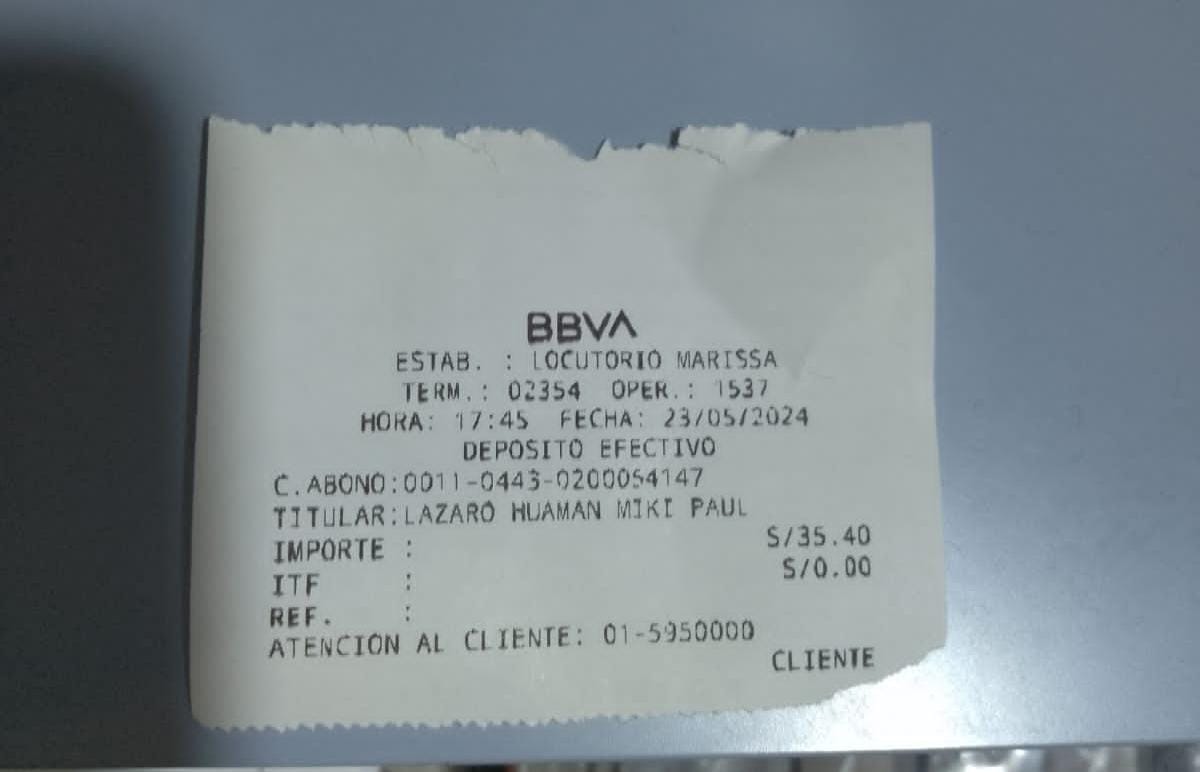 BBVA
ESTAB. : LOCUTORIO MARISSA
TERM.: 02354 OPER.: 1537
HORA: 17:45 FECHA: 23/05/2024
DEPOSITO EFECTIVO
C.ABONO:0011-0443-0200054147
TITULAR:LAZARO HUAMAN MIKI PAUL
IMPORTE : S/35.40
ITF : S/0.00
REF. :
ATENCION AL CLIENTE: 01-5950000
CLIENTE